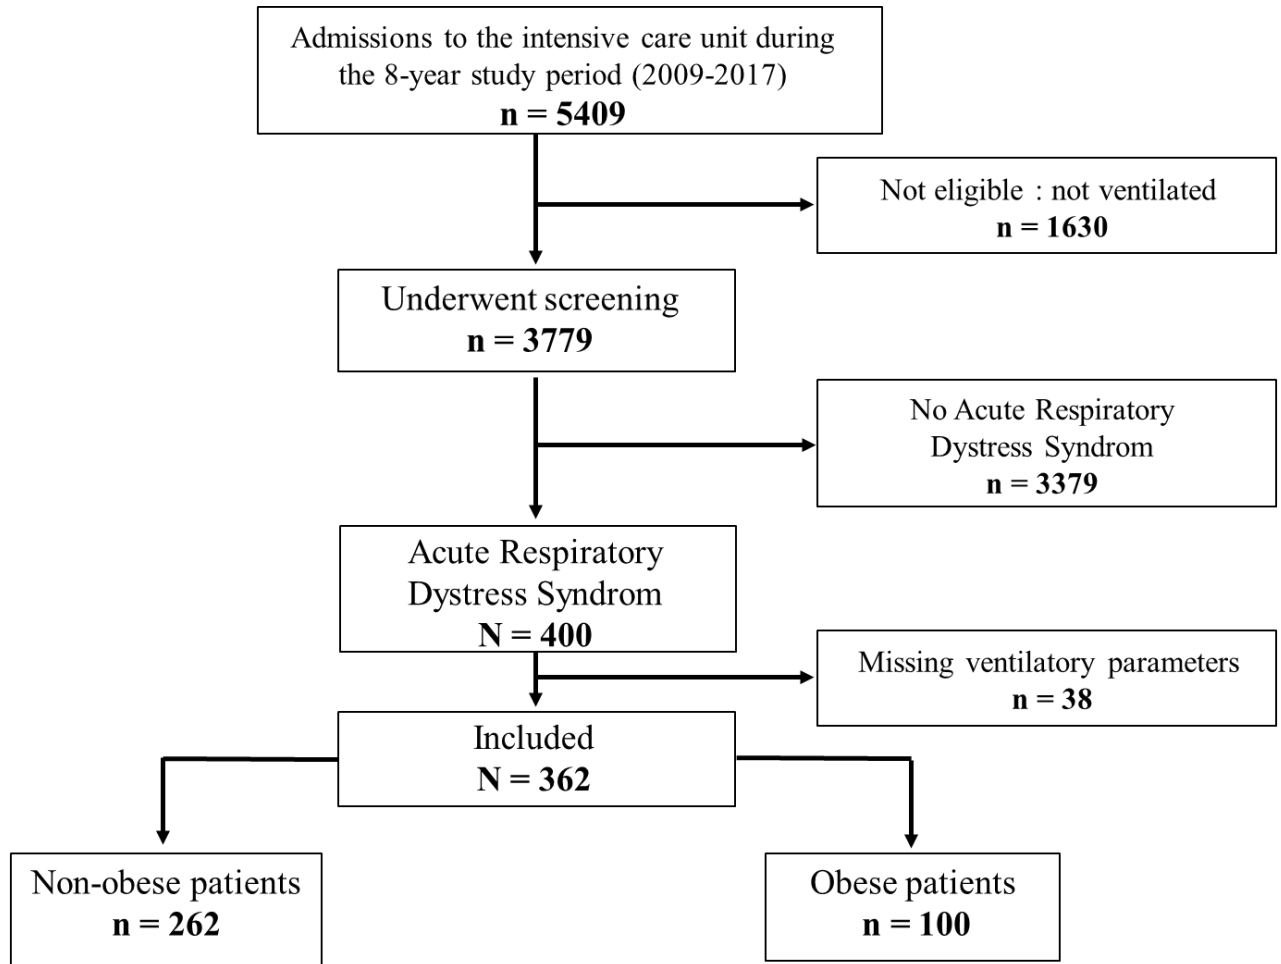 Admissions to the intensive care unit during
the 8-year study period (2009-2017)
n = 5409
Not eligible : not ventilated
n = 1630
Underwent screening
n = 3779
No Acute Respiratory
Dystress Syndrom
n = 3379
Acute Respiratory
Dystress Syndrom
N = 400
Missing ventilatory parameters
n = 38
Included
N = 362
Non-obese patients
n = 262
Obese patients
n = 100